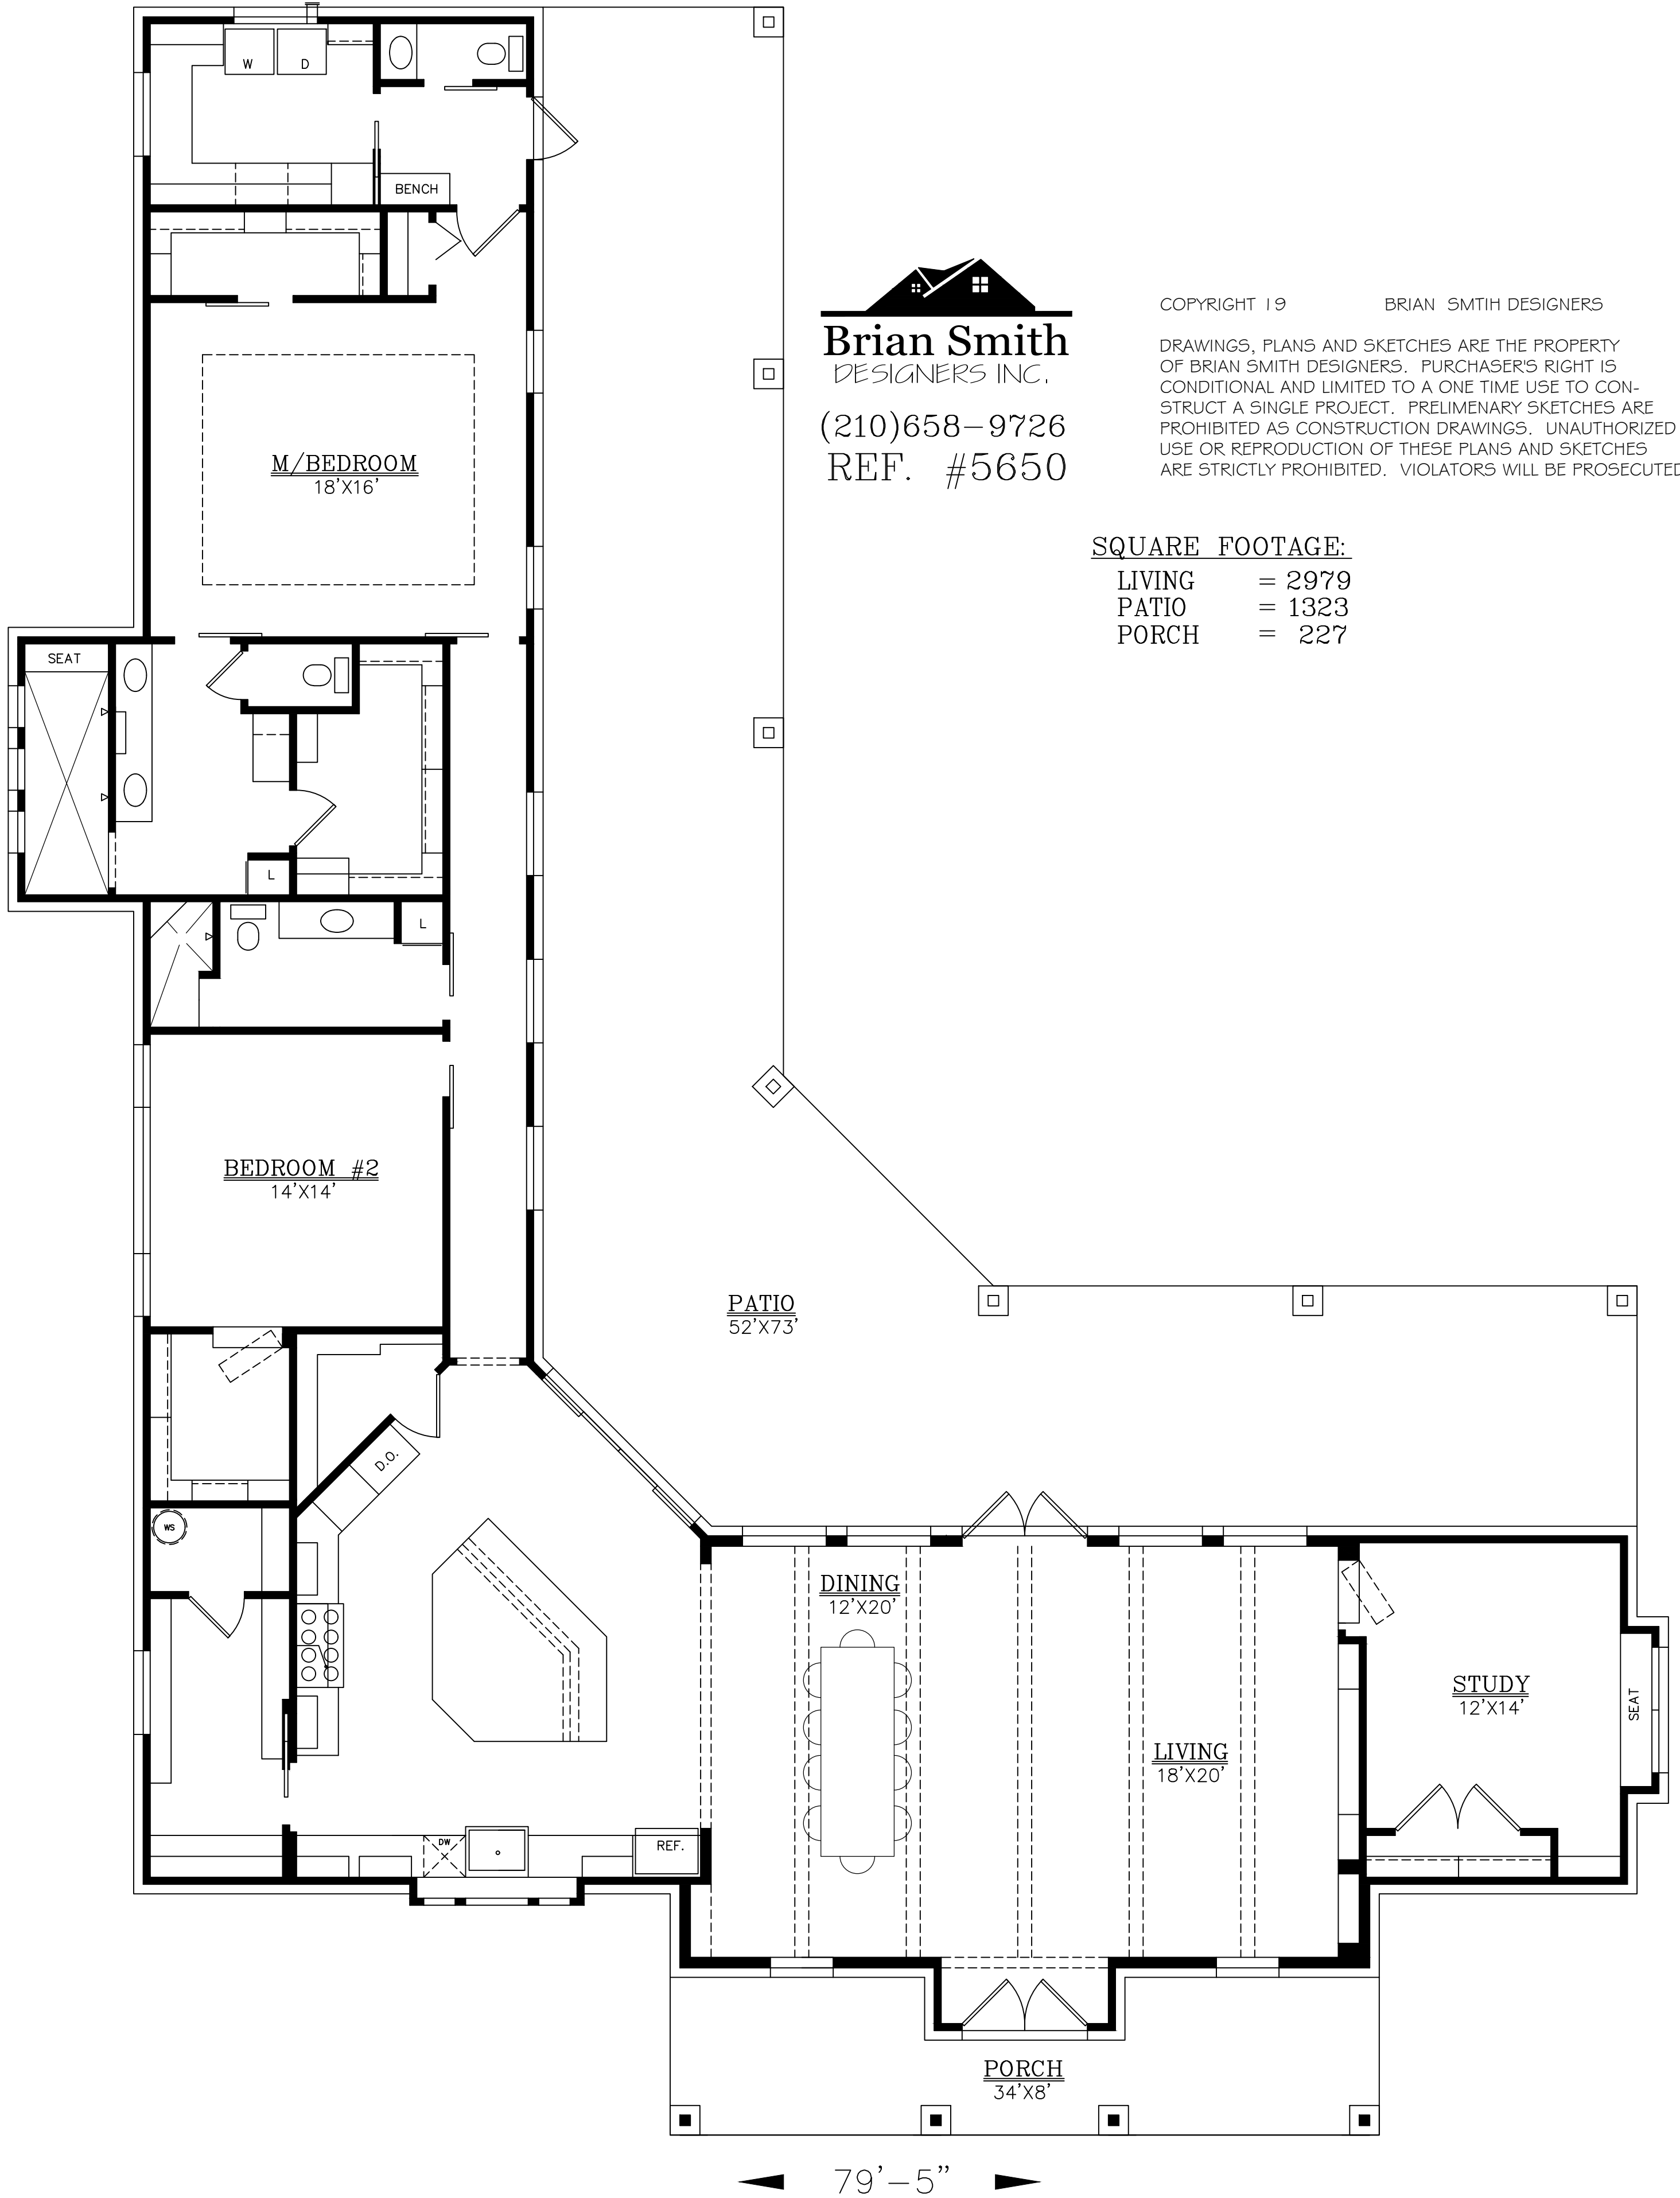 W
D
BENCH
Brian Smith
DESIGNERS INC.
(210)658-9726
REF. #5650
COPYRIGHT 19 BRIAN SMTIH DESIGNERS
DRAWINGS, PLANS AND SKETCHES ARE THE PROPERTY
OF BRIAN SMITH DESIGNERS. PURCHASER'S RIGHT IS
CONDITIONAL AND LIMITED TO A ONE TIME USE TO CON-
STRUCT A SINGLE PROJECT. PRELIMENARY SKETCHES ARE
PROHIBITED AS CONSTRUCTION DRAWINGS. UNAUTHORIZED
USE OR REPRODUCTION OF THESE PLANS AND SKETCHES
ARE STRICTLY PROHIBITED. VIOLATORS WILL BE PROSECUTED
M/BEDROOM
18'X16'
SQUARE FOOTAGE:
LIVING = 2979
PATIO = 1323
PORCH = 227
SEAT
L
L
BEDROOM #2
14'X14'
PATIO
52'X73'
D.O.
WS
DINING
12'X20'
STUDY
12'X14'
SEAT
LIVING
18'X20'
DW
REF.
PORCH
34'X8'
79'-5"